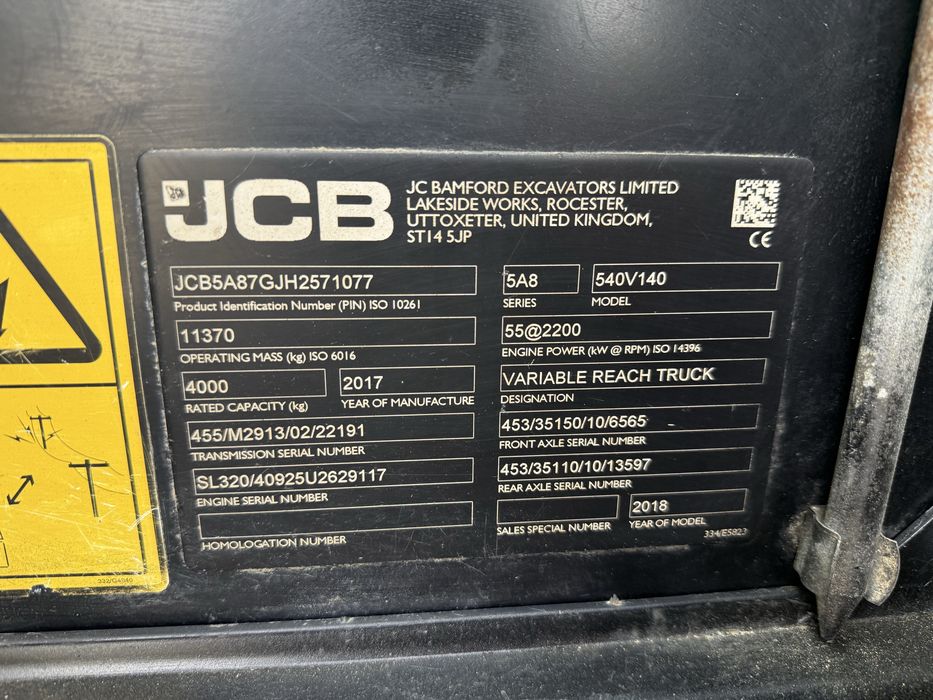 JCB
JC BAMFORD EXCAVATORS LIMITED
LAKESIDE WORKS, ROCESTER,
UTTOXETER, UNITED KINGDOM,
ST14 5JP
CE
JCB5A87GJH2571077
Product Identification Number (PIN) ISO 10261
5A8
SERIES
540V140
MODEL
11370
OPERATING MASS (kg) ISO 6016
55@2200
ENGINE POWER (kW @ RPM) ISO 14396
4000
RATED CAPACITY (kg)
2017
YEAR OF MANUFACTURE
VARIABLE REACH TRUCK
DESIGNATION
455/M2913/02/22191
TRANSMISSION SERIAL NUMBER
453/35150/10/6565
FRONT AXLE SERIAL NUMBER
SL320/40925U2629117
ENGINE SERIAL NUMBER
453/35110/10/13597
REAR AXLE SERIAL NUMBER
HOMOLOGATION NUMBER
SALES SPECIAL NUMBER
2018
YEAR OF MODEL
334/E5823
332/G4040